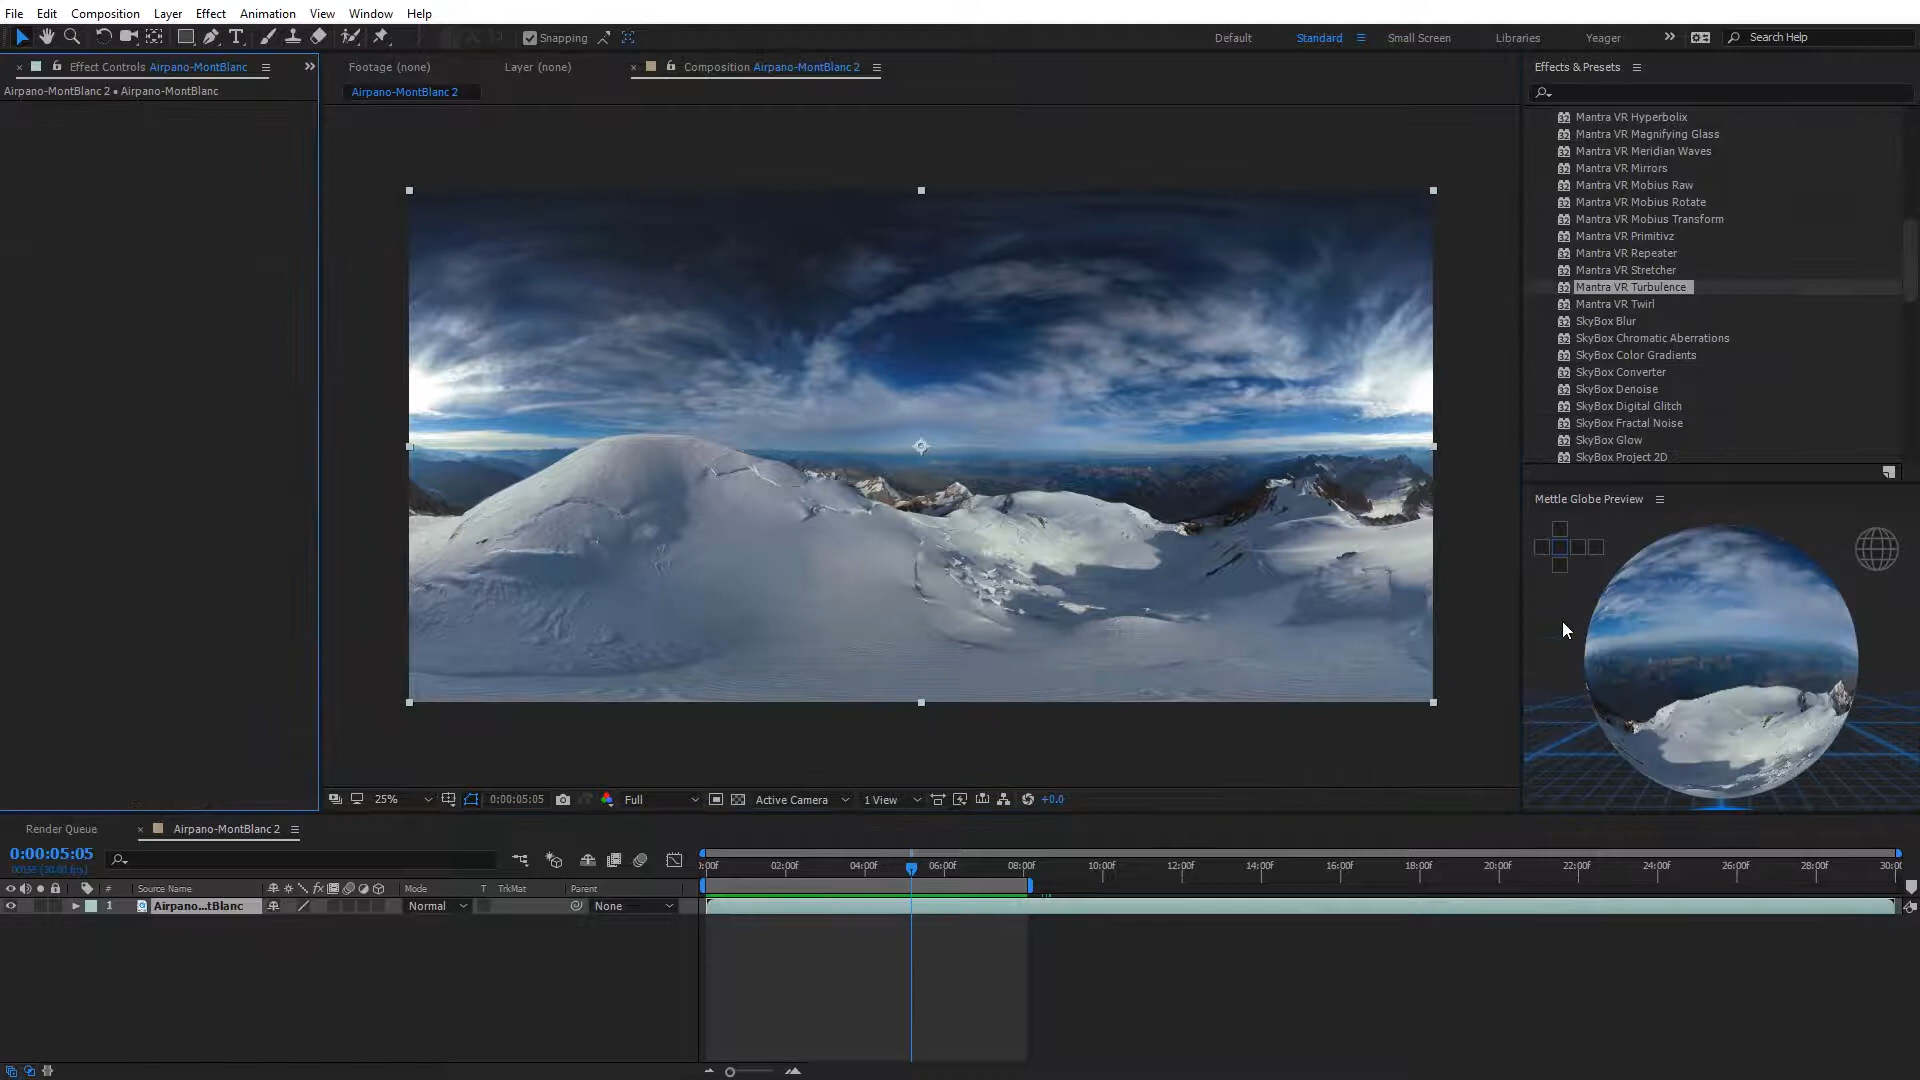 File Edit Composition Layer Effect Animation View Window Help
Snapping Default Standard Small Screen Libraries Yeager Search Help
Effect Controls Airpano-MontBlanc Footage (none) Layer (none) Composition Airpano-MontBlanc 2 Effects & Presets
Airpano-MontBlanc 2 • Airpano-MontBlanc Airpano-MontBlanc 2
Mantra VR Hyperbolix
Mantra VR Magnifying Glass
Mantra VR Meridian Waves
Mantra VR Mirrors
Mantra VR Mobius Raw
Mantra VR Mobius Rotate
Mantra VR Mobius Transform
Mantra VR Primitivz
Mantra VR Repeater
Mantra VR Stretcher
Mantra VR Turbulence
Mantra VR Twirl
SkyBox Blur
SkyBox Chromatic Aberrations
SkyBox Color Gradients
SkyBox Converter
SkyBox Denoise
SkyBox Digital Glitch
SkyBox Fractal Noise
SkyBox Glow
SkyBox Project 2D
Mettle Globe Preview
25% 0:00:05:05 Full Active Camera 1 View +0.0
Render Queue Airpano-MontBlanc 2
0:00:05:05
02:00f 04:00f 06:00f 08:00f 10:00f 12:00f 14:00f 16:00f 18:00f 20:00f 22:00f 24:00f 26:00f 28:00f
# Source Name fx Mode T TrkMat Parent
1 Airpano...tBlanc Normal None